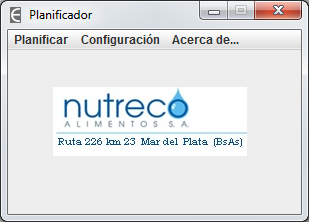 Planificador
Planificar Configuración Acerca de...
nutreco
ALIMENTOS S.A.
Ruta 226 km 23 Mar del Plata (BsAs)